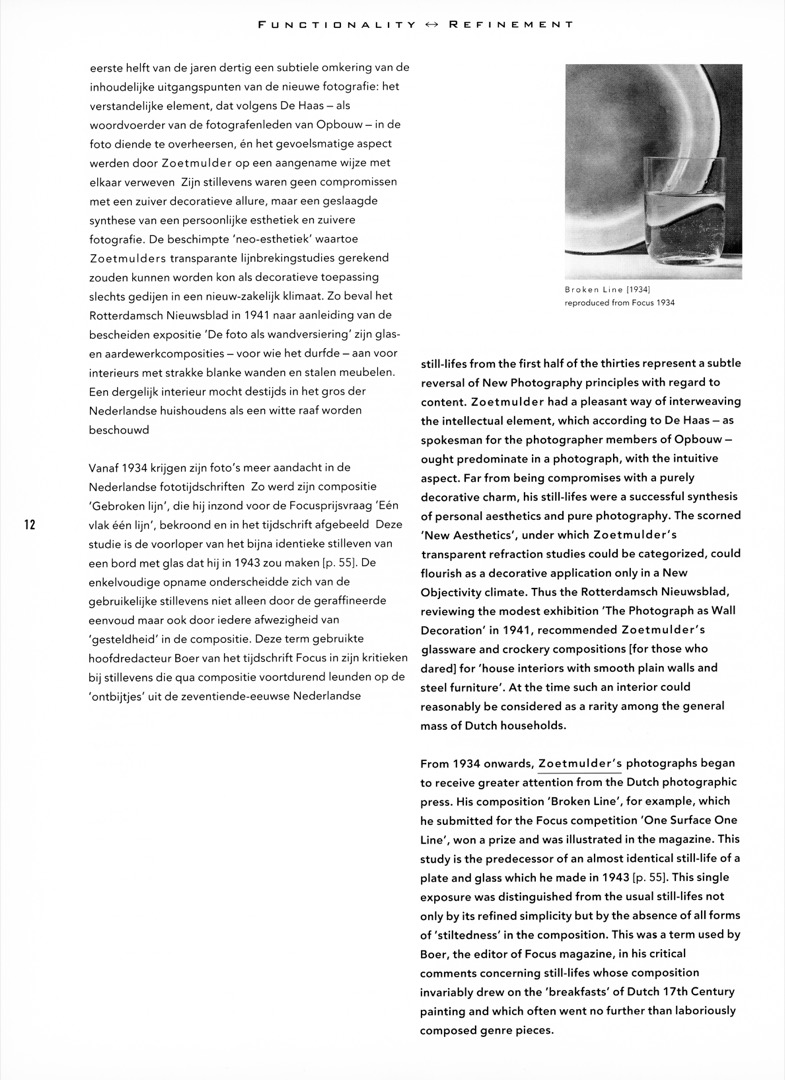 FUNCTIONALITY ↔ REFINEMENT
eerste helft van de jaren dertig een subtiele omkering van de
inhoudelijke uitgangspunten van de nieuwe fotografie: het
verstandelijke element, dat volgens De Haas – als
woordvoerder van de fotografenleden van Opbouw – in de
foto diende te overheersen, én het gevoelsmatige aspect
werden door Zoetmulder op een aangename wijze met
elkaar verweven Zijn stillevens waren geen compromissen
met een zuiver decoratieve allure, maar een geslaagde
synthese van een persoonlijke esthetiek en zuivere
fotografie. De beschimpte ‘neo-esthetiek’ waartoe
Zoetmulders transparante lijnbrekingstudies gerekend
zouden kunnen worden kon als decoratieve toepassing
slechts gedijen in een nieuw-zakelijk klimaat. Zo beval het
Rotterdamsch Nieuwsblad in 1941 naar aanleiding van de
bescheiden expositie ‘De foto als wandversiering’ zijn glas-
en aardewerkcomposities – voor wie het durfde – aan voor
interieurs met strakke blanke wanden en stalen meubelen.
Een dergelijk interieur mocht destijds in het gros der
Nederlandse huishoudens als een witte raaf worden
beschouwd
Vanaf 1934 krijgen zijn foto’s meer aandacht in de
Nederlandse fototijdschriften Zo werd zijn compositie
‘Gebroken lijn’, die hij inzond voor de Focusprijsvraag ‘Eén
vlak één lijn’, bekroond en in het tijdschrift afgebeeld Deze
studie is de voorloper van het bijna identieke stilleven van
een bord met glas dat hij in 1943 zou maken [p. 55]. De
enkelvoudige opname onderscheidde zich van de
gebruikelijke stillevens niet alleen door de geraffineerde
eenvoud maar ook door iedere afwezigheid van
‘gesteldheid’ in de compositie. Deze term gebruikte
hoofdredacteur Boer van het tijdschrift Focus in zijn kritieken
bij stillevens die qua compositie voortdurend leunden op de
‘ontbijtjes’ uit de zeventiende-eeuwse Nederlandse
12
Broken Line [1934]
reproduced from Focus 1934
still-lifes from the first half of the thirties represent a subtle
reversal of New Photography principles with regard to
content. Zoetmulder had a pleasant way of interweaving
the intellectual element, which according to De Haas – as
spokesman for the photographer members of Opbouw –
ought predominate in a photograph, with the intuitive
aspect. Far from being compromises with a purely
decorative charm, his still-lifes were a successful synthesis
of personal aesthetics and pure photography. The scorned
‘New Aesthetics’, under which Zoetmulder’s
transparent refraction studies could be categorized, could
flourish as a decorative application only in a New
Objectivity climate. Thus the Rotterdamsch Nieuwsblad,
reviewing the modest exhibition ‘The Photograph as Wall
Decoration’ in 1941, recommended Zoetmulder’s
glassware and crockery compositions [for those who
dared] for ‘house interiors with smooth plain walls and
steel furniture’. At the time such an interior could
reasonably be considered as a rarity among the general
mass of Dutch households.
From 1934 onwards, Zoetmulder’s photographs began
to receive greater attention from the Dutch photographic
press. His composition ‘Broken Line’, for example, which
he submitted for the Focus competition ‘One Surface One
Line’, won a prize and was illustrated in the magazine. This
study is the predecessor of an almost identical still-life of a
plate and glass which he made in 1943 [p. 55]. This single
exposure was distinguished from the usual still-lifes not
only by its refined simplicity but by the absence of all forms
of ‘stiltedness’ in the composition. This was a term used by
Boer, the editor of Focus magazine, in his critical
comments concerning still-lifes whose composition
invariably drew on the ‘breakfasts’ of Dutch 17th Century
painting and which often went no further than laboriously
composed genre pieces.